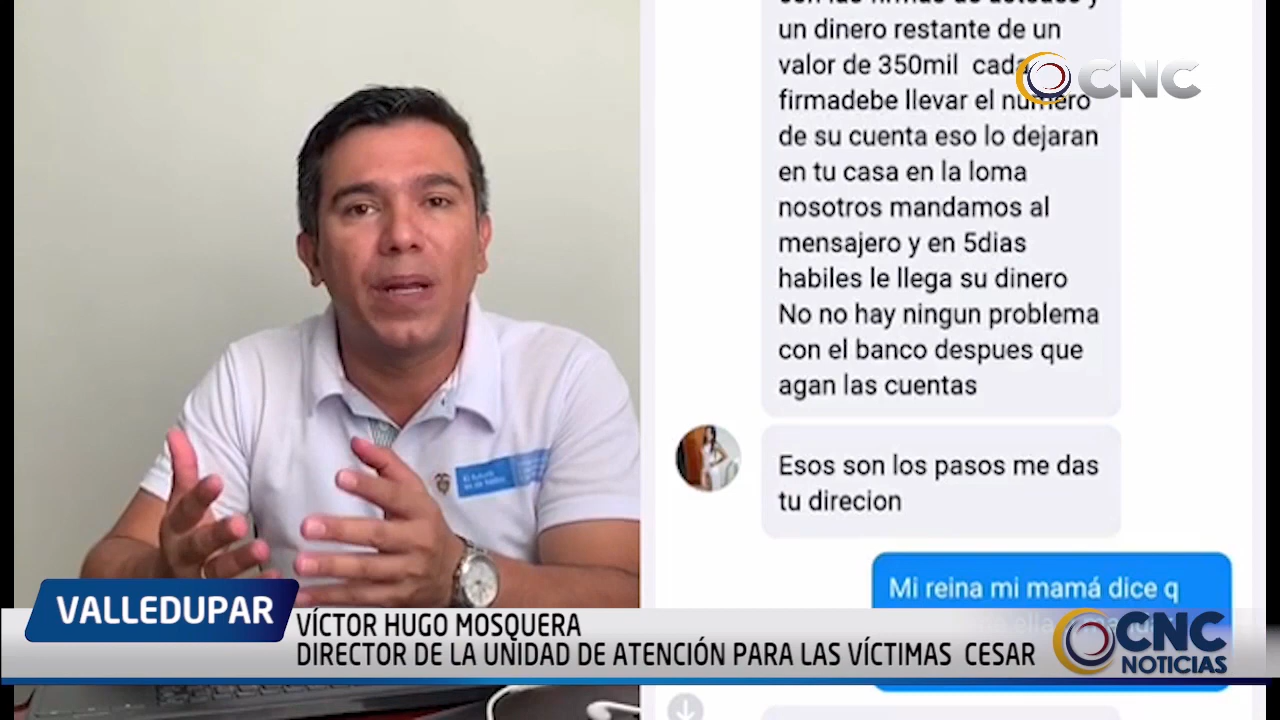 un dinero restante de un
valor de 350mil cada
firmadebe llevar el numero
de su cuenta eso lo dejaran
en tu casa en la loma
nosotros mandamos al
mensajero y en 5dias
habiles le llega su dinero
No no hay ningun problema
con el banco despues que
agan las cuentas
CNC
Esos son los pasos me das
tu direcion
Mi reina mi mamá dice q
VALLEDUPAR
VÍCTOR HUGO MOSQUERA
DIRECTOR DE LA UNIDAD DE ATENCIÓN PARA LAS VÍCTIMAS CESAR
CNC
NOTICIAS